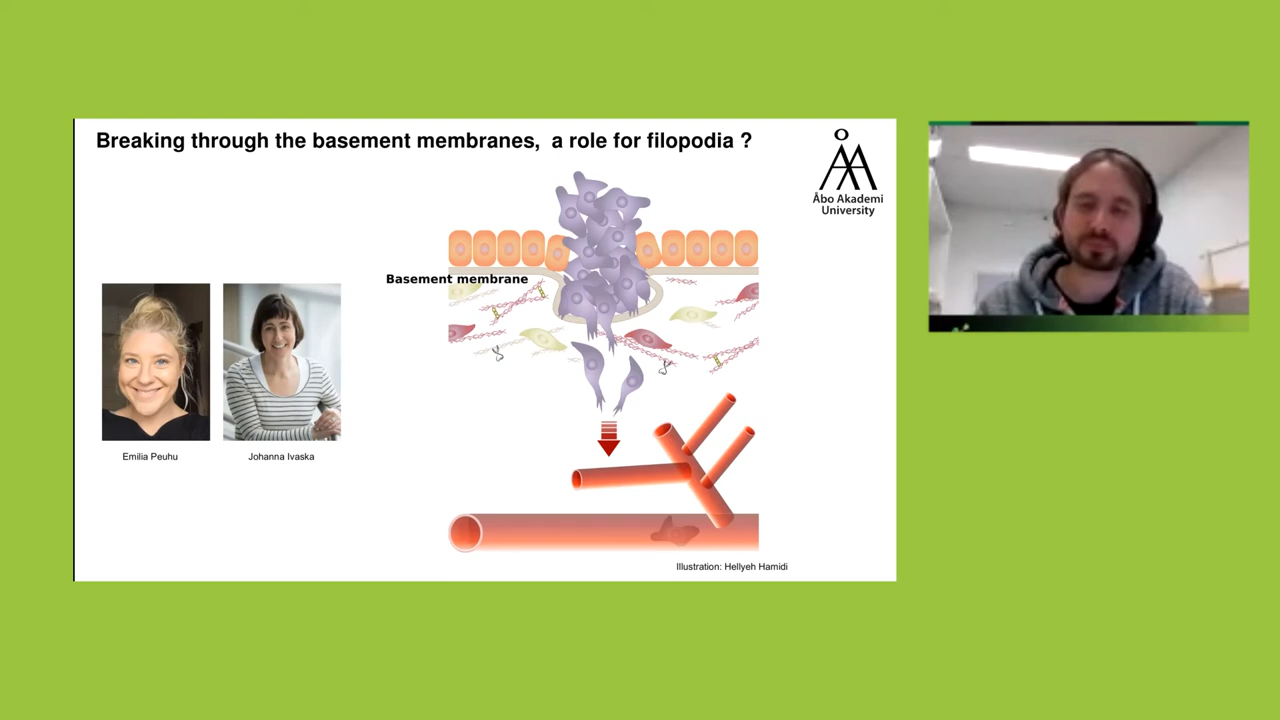 Breaking through the basement membranes, a role for filopodia ?
Åbo Akademi
University
Basement membrane
Emilia Peuhu
Johanna Ivaska
Illustration: Hellyeh Hamidi